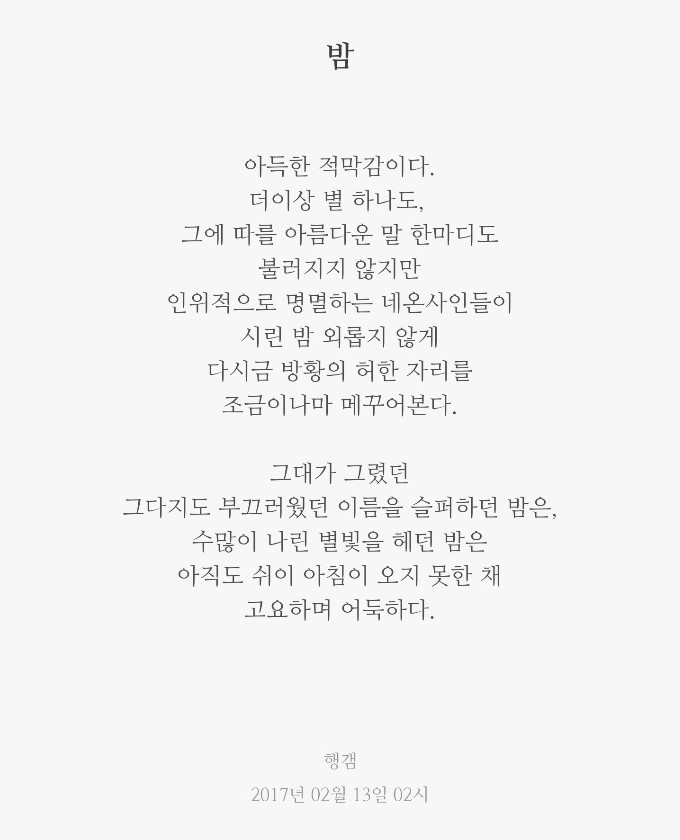 밤
아득한 적막감이다.
더이상 별 하나도,
그에 따를 아름다운 말 한마디도
불러지지 않지만
인위적으로 명멸하는 네온사인들이
시린 밤 외롭지 않게
다시금 방황의 허한 자리를
조금이나마 메꾸어본다.
그대가 그렸던
그다지도 부끄러웠던 이름을 슬퍼하던 밤은,
수많이 나린 별빛을 헤던 밤은
아직도 쉬이 아침이 오지 못한 채
고요하며 어둑하다.
행갬
2017년 02월 13일 02시